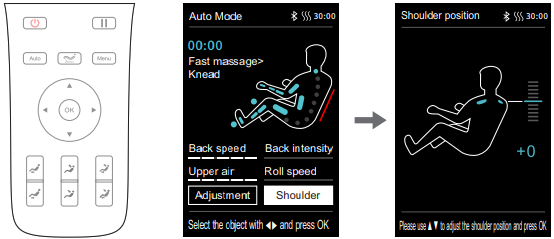 Auto
Menu
OK
Auto Mode 30:00
00:00
Fast massage>
Knead
Back speed Back intensity
Upper air Roll speed
Adjustment Shoulder
Select the object with ◀▶ and press OK
Shoulder position 30:00
+0
Please use ▲▼ to adjust the shoulder position and press OK